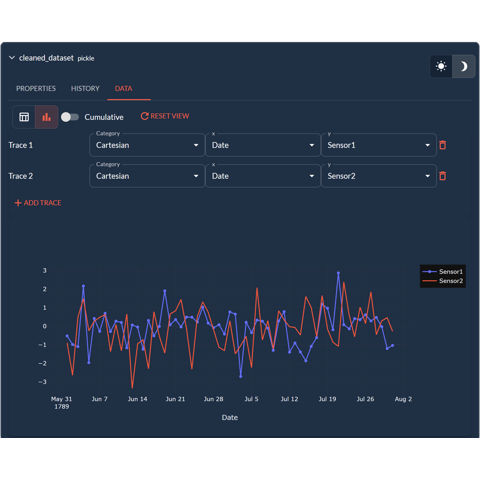 cleaned_dataset pickle
PROPERTIES HISTORY DATA
Cumulative RESET VIEW
Category x y
Trace 1 Cartesian Date Sensor1
Category x y
Trace 2 Cartesian Date Sensor2
ADD TRACE
Sensor1
Sensor2
3
2
1
0
−1
−2
−3
May 31 Jun 7 Jun 14 Jun 21 Jun 28 Jul 5 Jul 12 Jul 19 Jul 26 Aug 2
1789
Date